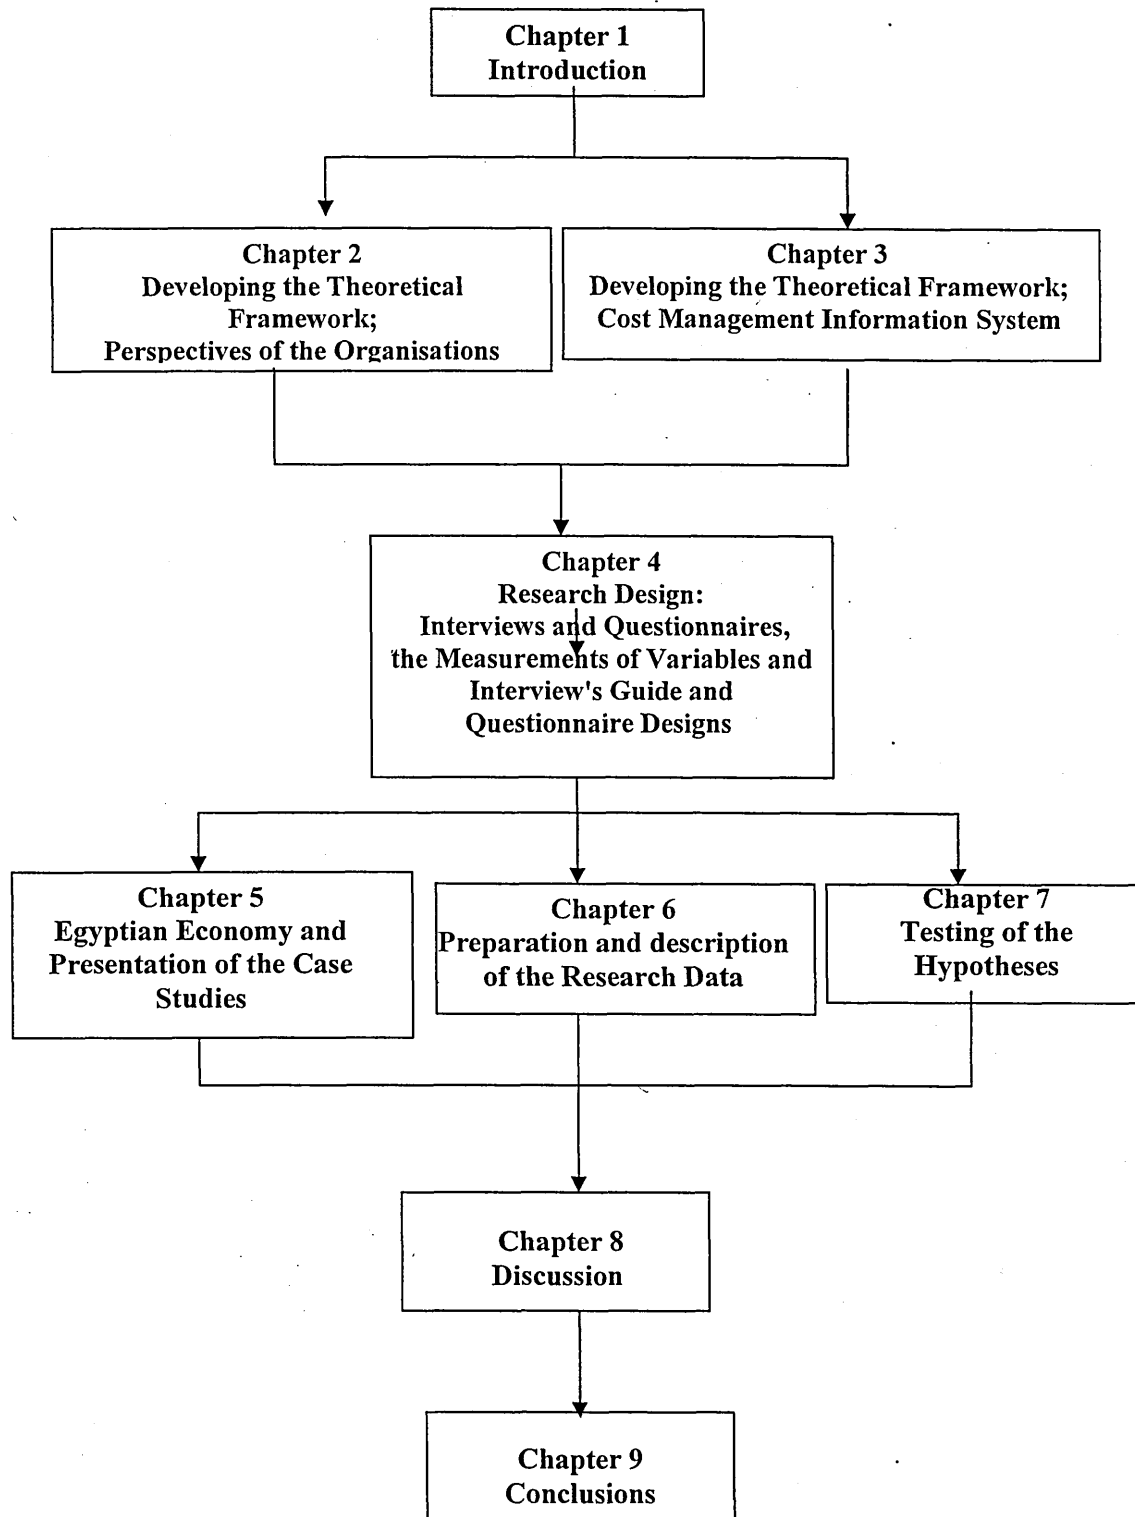 Chapter 1
Introduction
Chapter 2
Developing the Theoretical
Framework;
Perspectives of the Organisations
Chapter 3
Developing the Theoretical Framework;
Cost Management Information System
Chapter 4
Research Design:
Interviews and Questionnaires,
the Measurements of Variables and
Interview's Guide and
Questionnaire Designs
Chapter 5
Egyptian Economy and
Presentation of the Case
Studies
Chapter 6
Preparation and description
of the Research Data
Chapter 7
Testing of the
Hypotheses
Chapter 8
Discussion
Chapter 9
Conclusions